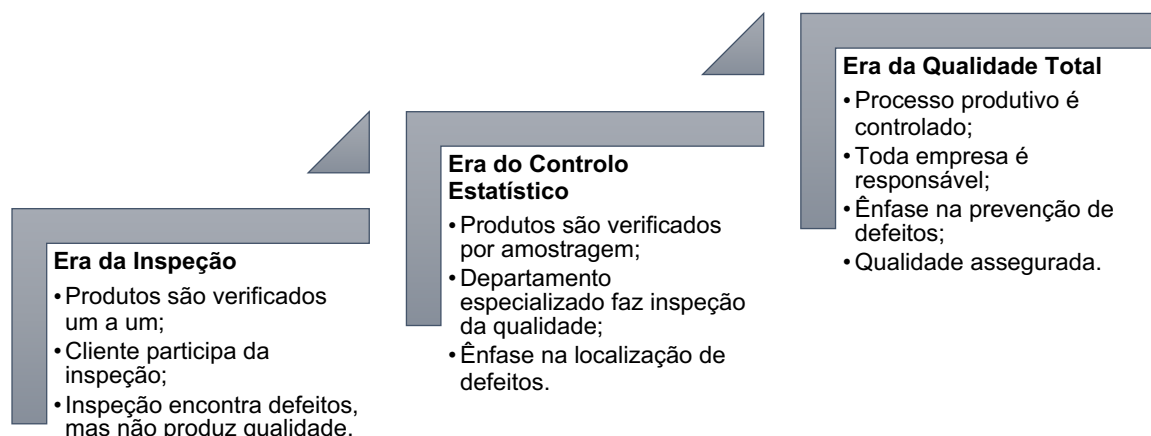 Era da Inspeção
•Produtos são verificados
um a um;
•Cliente participa da
inspeção;
•Inspeção encontra defeitos,
mas não produz qualidade.
Era do Controlo
Estatístico
•Produtos são verificados
por amostragem;
•Departamento
especializado faz inspeção
da qualidade;
•Ênfase na localização de
defeitos.
Era da Qualidade Total
•Processo produtivo é
controlado;
•Toda empresa é
responsável;
•Ênfase na prevenção de
defeitos;
•Qualidade assegurada.